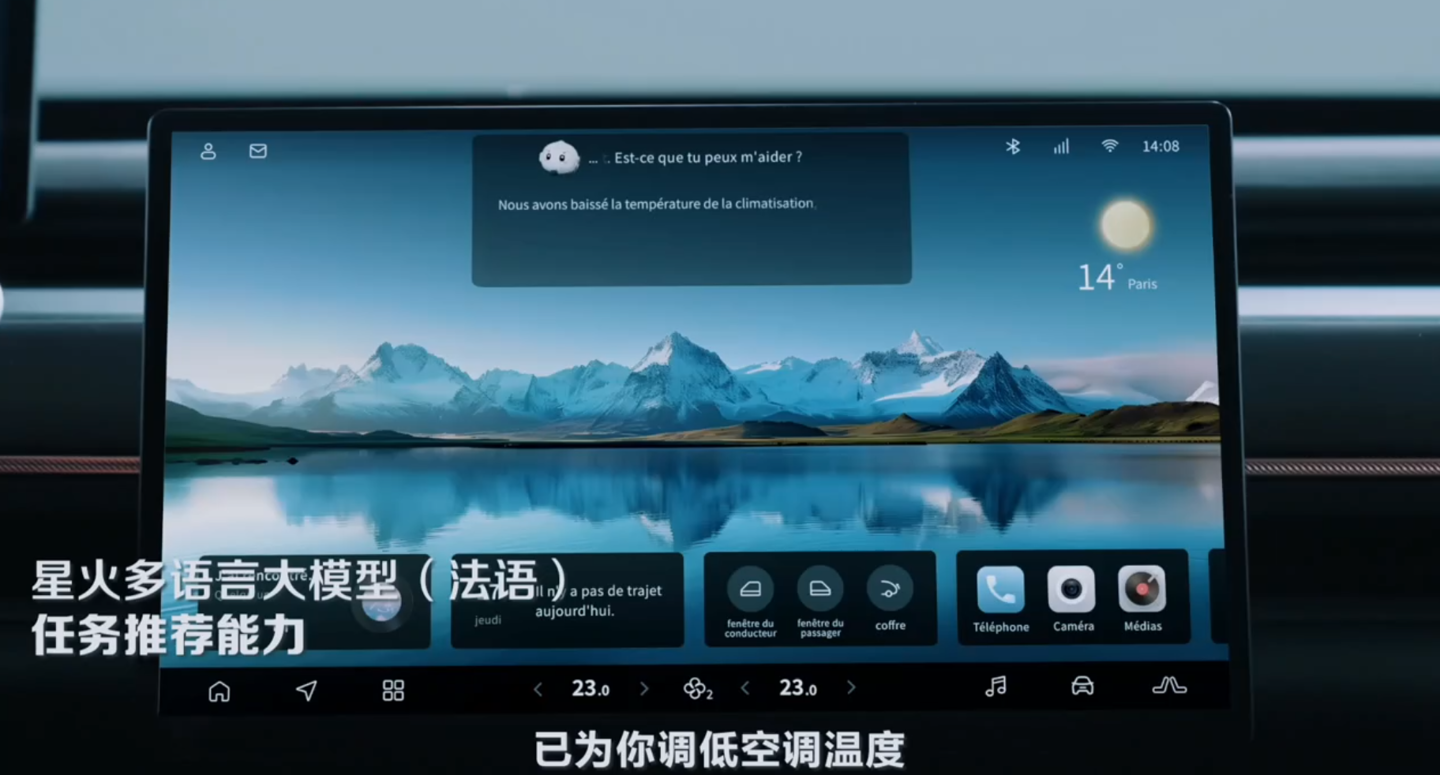 14:08
... Est-ce que tu peux m'aider ?
Nous avons baissé la température de la climatisation.
14°
Paris
星火多语言大模型（法语）
任务推荐能力
Il n'y a pas de trajet
aujourd'hui.
jeudi
fenêtre du
conducteur
fenêtre du
passager
coffre
Téléphone
Caméra
Médias
23.0
2
23.0
已为你调低空调温度